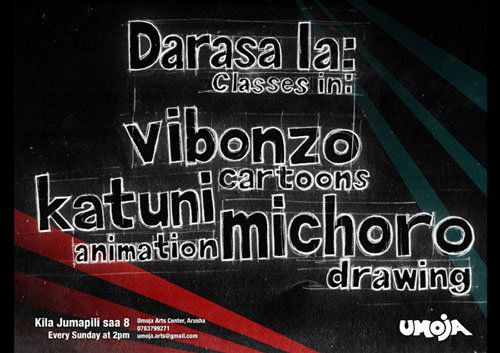 Darasa la:
Classes in:
vibonzo
cartoons
katuni
animation
michoro
drawing
Kila Jumapili saa 8
Every Sunday at 2pm
Umoja Arts Center, Arusha
0783799271
umoja.arts@gmail.com
UMOJA